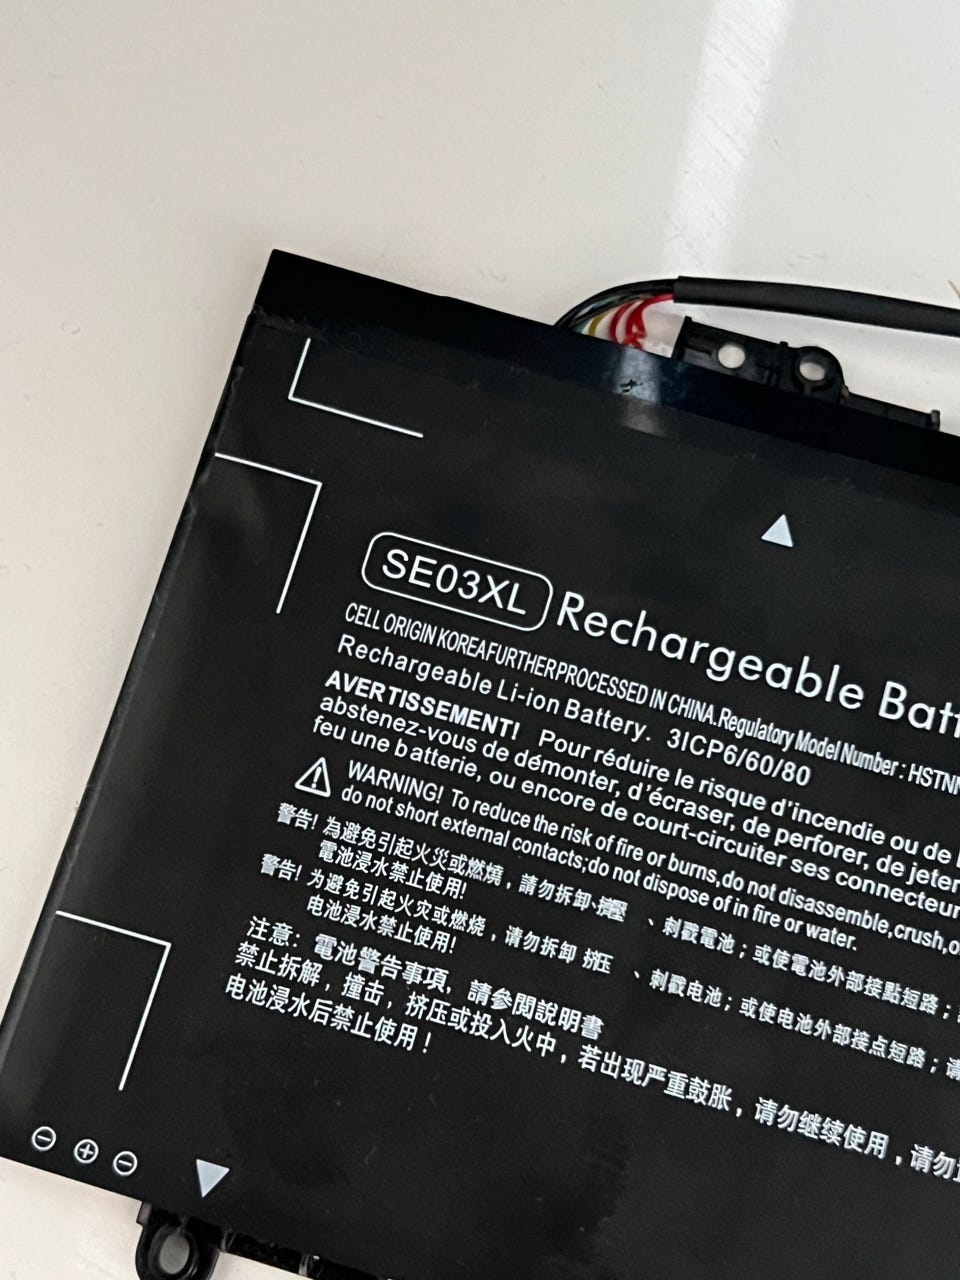 SE03XL Rechargeable Batt
CELL ORIGIN KOREAFURTHERPROCESSED IN CHINA.Regulatory Model Number : HSTNN
Rechargeable Li-ion Battery. 3ICP6/60/80
AVERTISSEMENT! Pour réduire le risque d'incendie ou de
abstenez-vous de démonter, d'écraser, de perforer, de jeter
feu une batterie, ou encore de court-circuiter ses connecteur
WARNING! To reduce the risk of fire or burns,do not disassemble,crush,
do not short external contacts;do not dispose of in fire or water.
警告! 為避免引起火災或燃燒，請勿拆卸、擠壓、刺戳電池；或使電池外部接點短路；
電池浸水禁止使用!
警告! 为避免引起火灾或燃烧，请勿拆卸 挤压、刺戳电池；或使电池外部接点短路；请
电池浸水禁止使用!
注意：電池警告事項，請參閱說明書
禁止拆解，撞击，挤压或投入火中，若出现严重鼓胀，请勿继续使用，请勿
电池浸水后禁止使用！
⊖ ⊕ ⊖